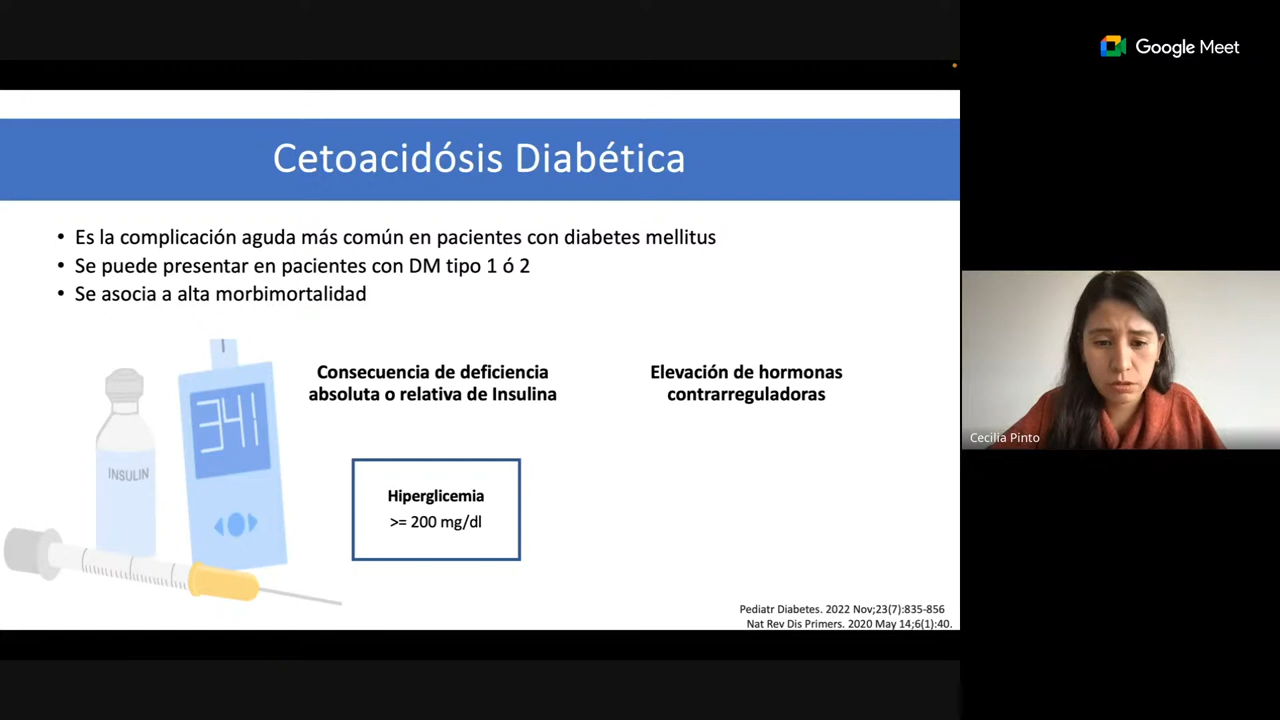 Google Meet
Cetoacidósis Diabética
• Es la complicación aguda más común en pacientes con diabetes mellitus
• Se puede presentar en pacientes con DM tipo 1 ó 2
• Se asocia a alta morbimortalidad
Consecuencia de deficiencia
absoluta o relativa de Insulina
Elevación de hormonas
contrarreguladoras
341
INSULIN
Hiperglicemia
>= 200 mg/dl
Pediatr Diabetes. 2022 Nov;23(7):835-856
Nat Rev Dis Primers. 2020 May 14;6(1):40.
Cecilia Pinto